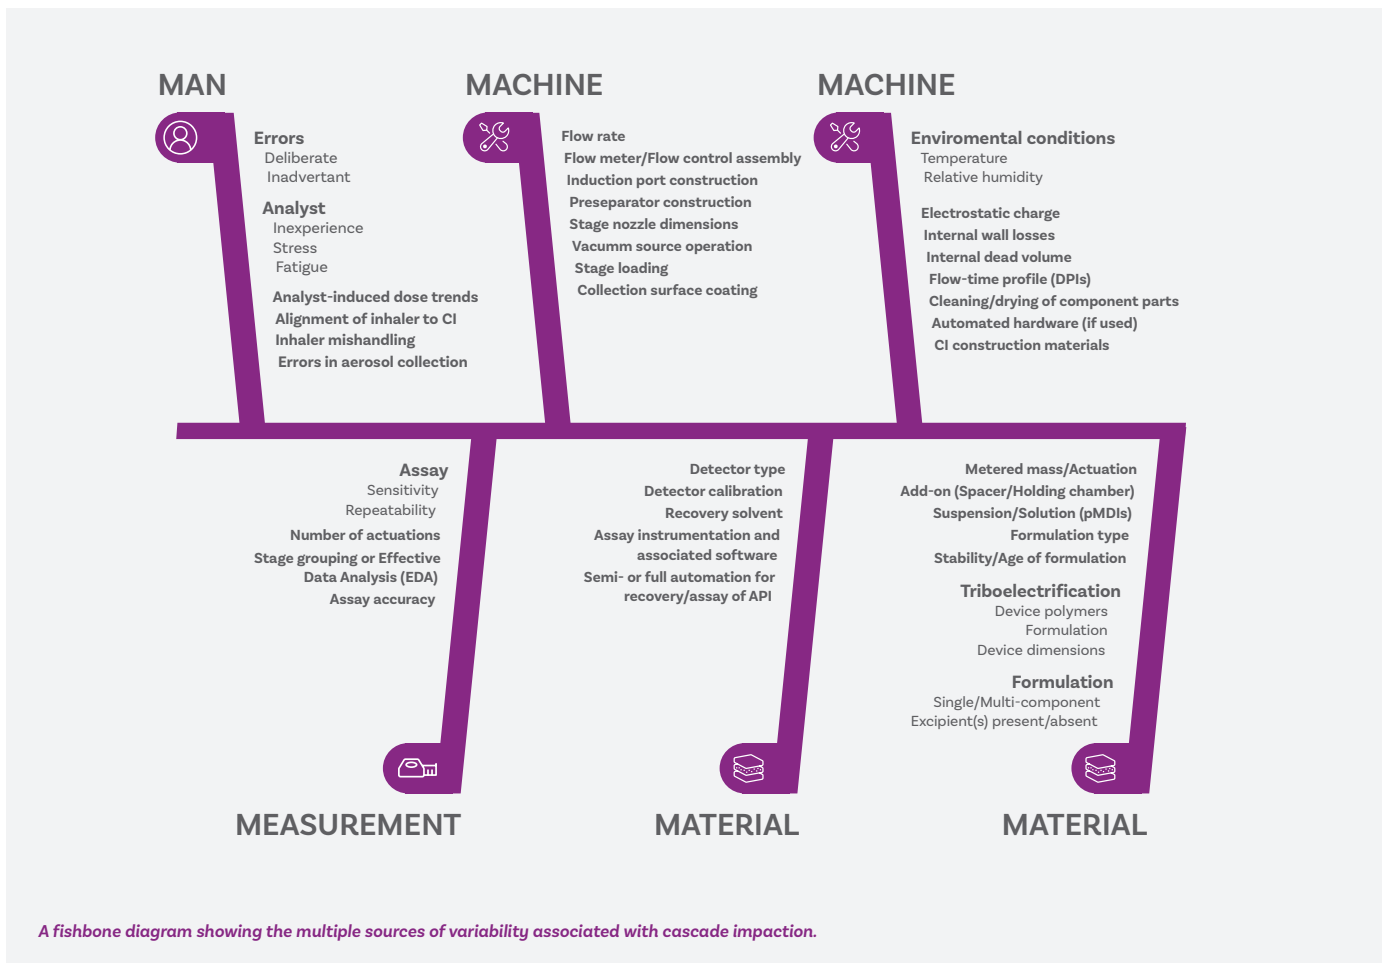 MAN
Errors
Deliberate
Inadvertant
Analyst
Inexperience
Stress
Fatigue
Analyst-induced dose trends
Alignment of inhaler to CI
Inhaler mishandling
Errors in aerosol collection
MACHINE
Flow rate
Flow meter/Flow control assembly
Induction port construction
Preseparator construction
Stage nozzle dimensions
Vacumm source operation
Stage loading
Collection surface coating
MACHINE
Enviromental conditions
Temperature
Relative humidity
Electrostatic charge
Internal wall losses
Internal dead volume
Flow-time profile (DPIs)
Cleaning/drying of component parts
Automated hardware (if used)
CI construction materials
Assay
Sensitivity
Repeatability
Number of actuations
Stage grouping or Effective
Data Analysis (EDA)
Assay accuracy
MEASUREMENT
Detector type
Detector calibration
Recovery solvent
Assay instrumentation and
associated software
Semi- or full automation for
recovery/assay of API
MATERIAL
Metered mass/Actuation
Add-on (Spacer/Holding chamber)
Suspension/Solution (pMDIs)
Formulation type
Stability/Age of formulation
Triboelectrification
Device polymers
Formulation
Device dimensions
Formulation
Single/Multi-component
Excipient(s) present/absent
MATERIAL
A fishbone diagram showing the multiple sources of variability associated with cascade impaction.